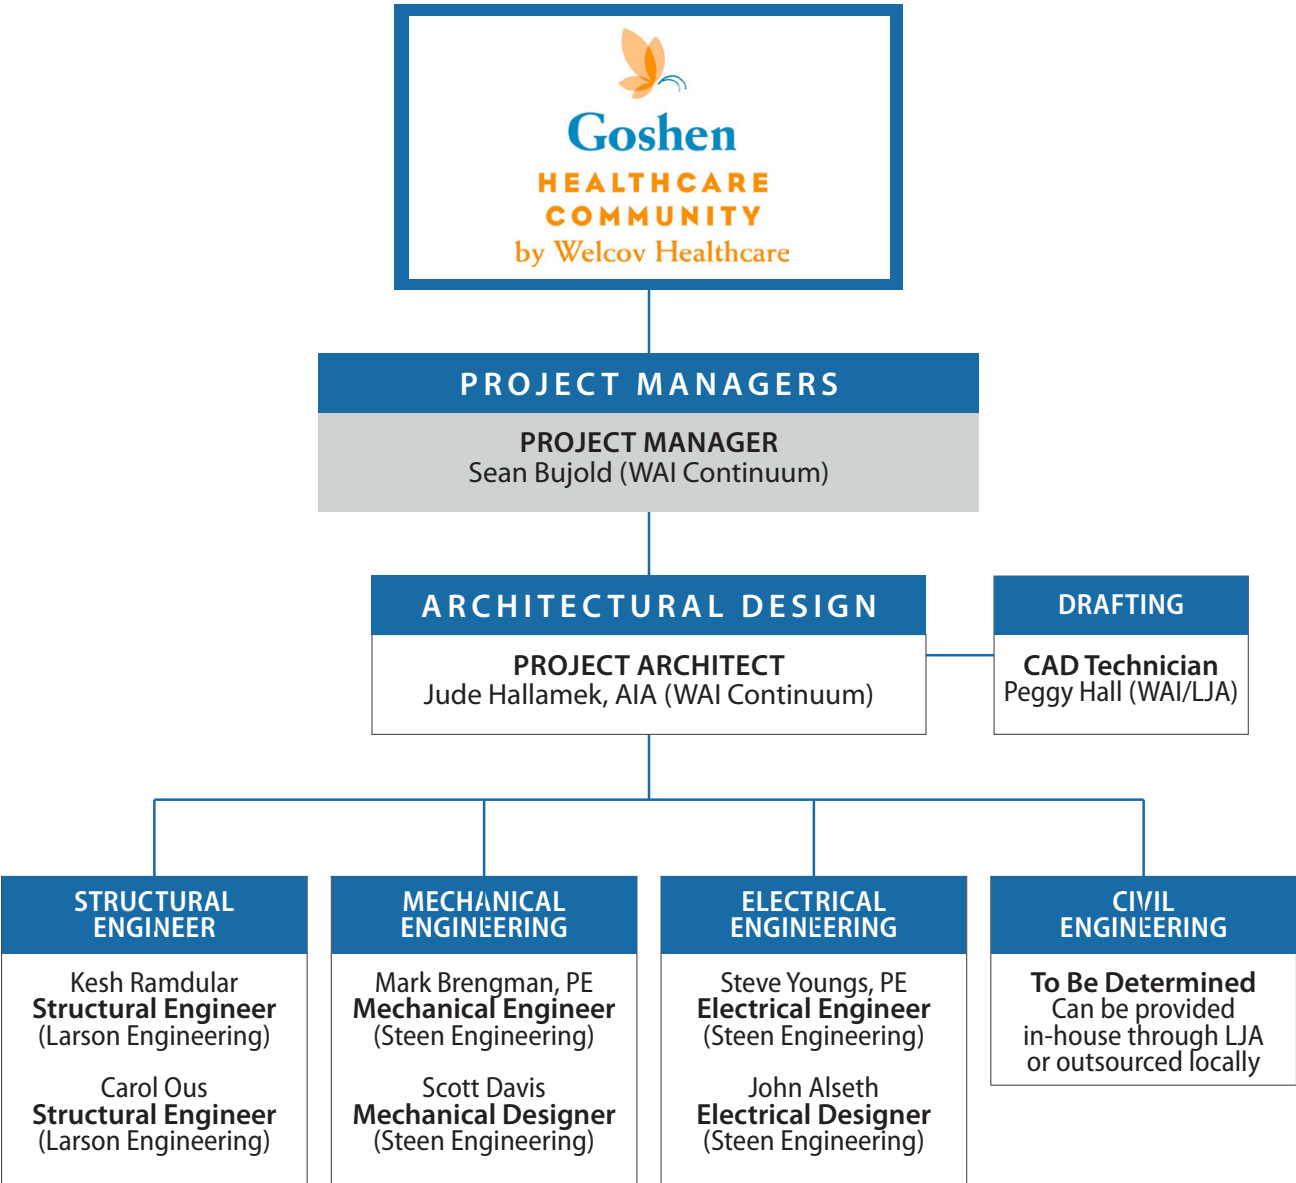 Goshen
HEALTHCARE
COMMUNITY
by Welcov Healthcare
PROJECT MANAGERS
PROJECT MANAGER
Sean Bujold (WAI Continuum)
ARCHITECTURAL DESIGN
PROJECT ARCHITECT
Jude Hallamek, AIA (WAI Continuum)
DRAFTING
CAD Technician
Peggy Hall (WAI/LJA)
STRUCTURAL
ENGINEER
Kesh Ramdular
Structural Engineer
(Larson Engineering)
Carol Ous
Structural Engineer
(Larson Engineering)
MECHANICAL
ENGINEERING
Mark Brengman, PE
Mechanical Engineer
(Steen Engineering)
Scott Davis
Mechanical Designer
(Steen Engineering)
ELECTRICAL
ENGINEERING
Steve Youngs, PE
Electrical Engineer
(Steen Engineering)
John Alseth
Electrical Designer
(Steen Engineering)
CIVIL
ENGINEERING
To Be Determined
Can be provided
in-house through LJA
or outsourced locally